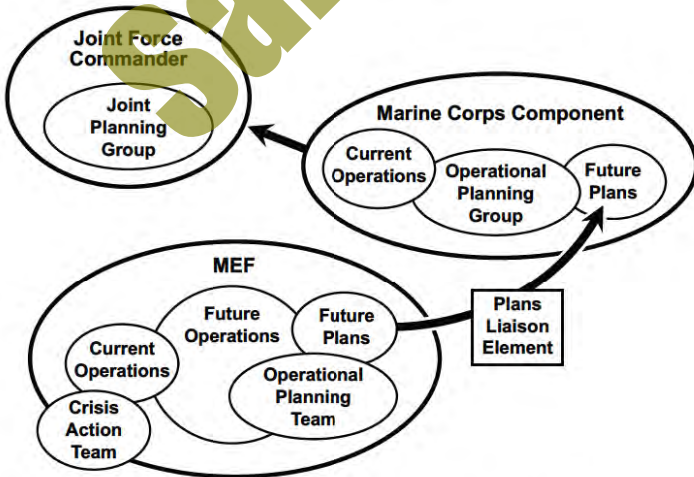 Joint Force
Commander
Joint
Planning
Group
Marine Corps Component
Current
Operations
Operational
Planning
Group
Future
Plans
MEF
Future
Operations
Future
Plans
Current
Operations
Operational
Planning
Team
Crisis
Action
Team
Plans
Liaison
Element